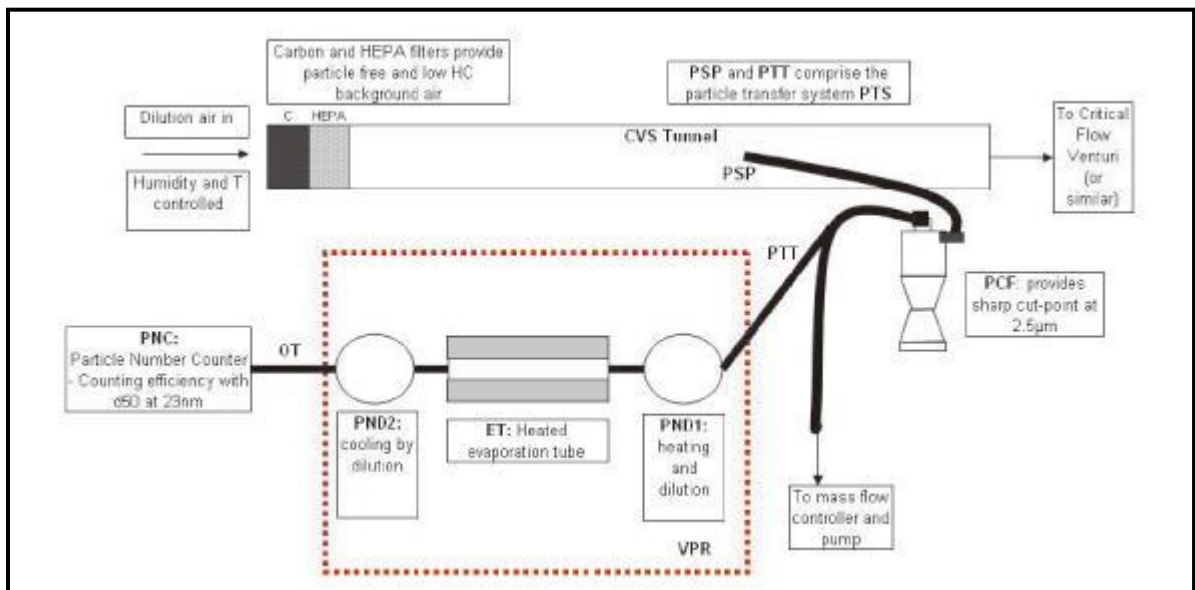 Carbon and HEPA filters provide
particle free and low HC
background air
PSP and PTT comprise the
particle transfer system PTS
Dilution air in
C HEPA
CVS Tunnel
To Critical
Flow
Venturi
(or
similar)
PSP
Humidity and T
controlled
PTT
PCF: provides
sharp cut-point at
2.5µm
PNC:
Particle Number Counter
- Counting efficiency with
d50 at 23nm
OT
PND2:
cooling by
dilution
ET: Heated
evaporation tube
PND1:
heating
and
dilution
To mass flow
controller and
pump
VPR